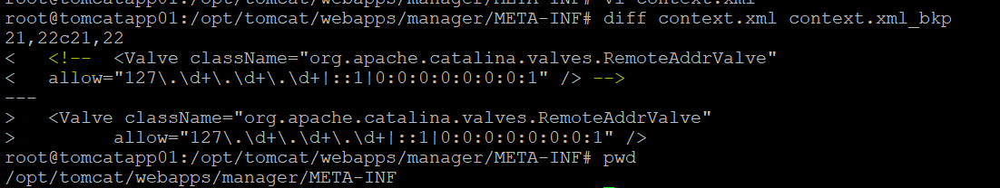 root@tomcatapp01:/opt/tomcat/webapps/manager/META-INF# vi context.xml
root@tomcatapp01:/opt/tomcat/webapps/manager/META-INF# diff context.xml context.xml_bkp
21,22c21,22
<   <!--  <Valve className="org.apache.catalina.valves.RemoteAddrValve"
<   allow="127\.\d+\.\d+\.\d+|::1|0:0:0:0:0:0:0:1" /> -->
---
>   <Valve className="org.apache.catalina.valves.RemoteAddrValve"
>         allow="127\.\d+\.\d+\.\d+|::1|0:0:0:0:0:0:0:1" />
root@tomcatapp01:/opt/tomcat/webapps/manager/META-INF# pwd
/opt/tomcat/webapps/manager/META-INF